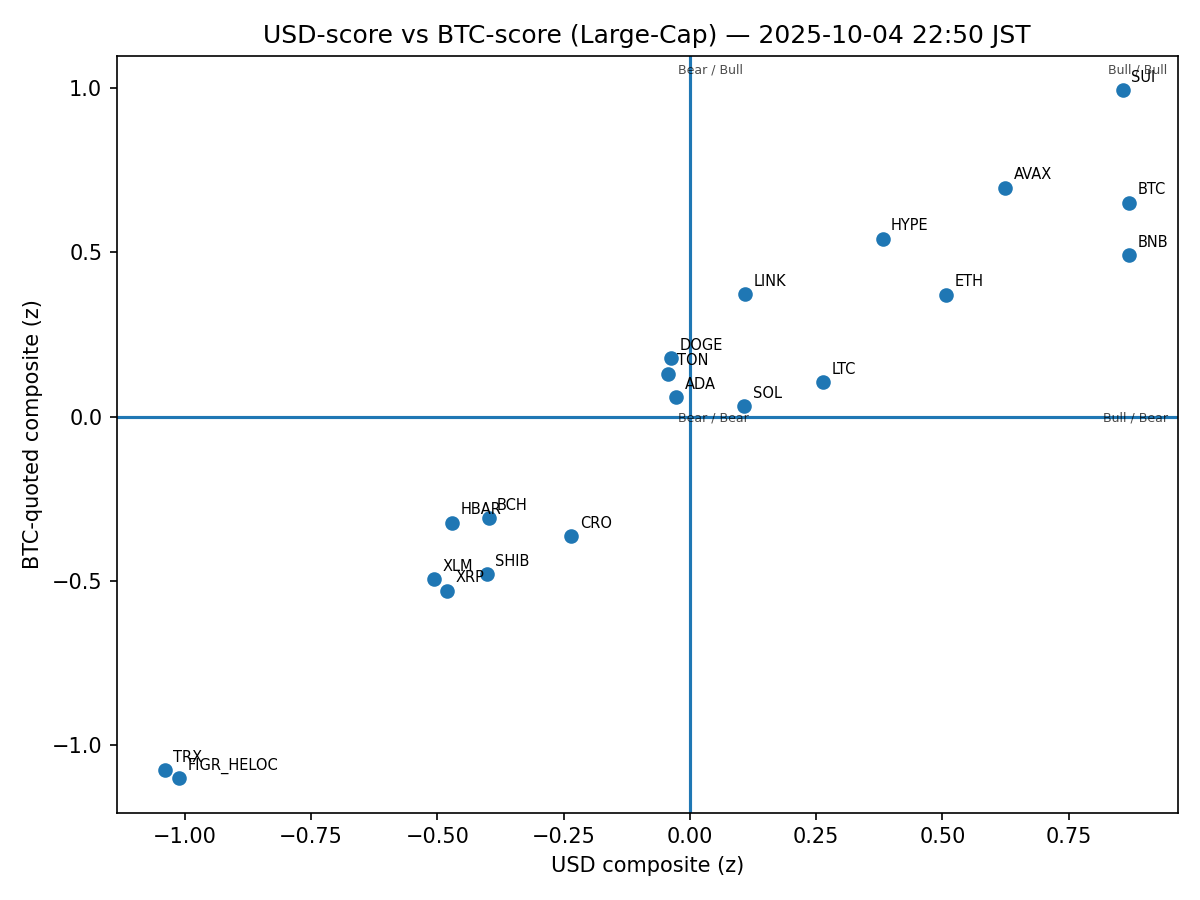 USD-score vs BTC-score (Large-Cap) — 2025-10-04 22:50 JST
Bear / Bull
Bull / Bull
SUI
AVAX
BTC
HYPE
BNB
LINK
ETH
DOGE
TON
LTC
ADA
SOL
Bear / Bear
Bull / Bear
HBAR
BCH
CRO
SHIB
XLM
XRP
TRX
FIGR_HELOC
1.0
0.5
0.0
−0.5
−1.0
BTC-quoted composite (z)
−1.00
−0.75
−0.50
−0.25
0.00
0.25
0.50
0.75
USD composite (z)